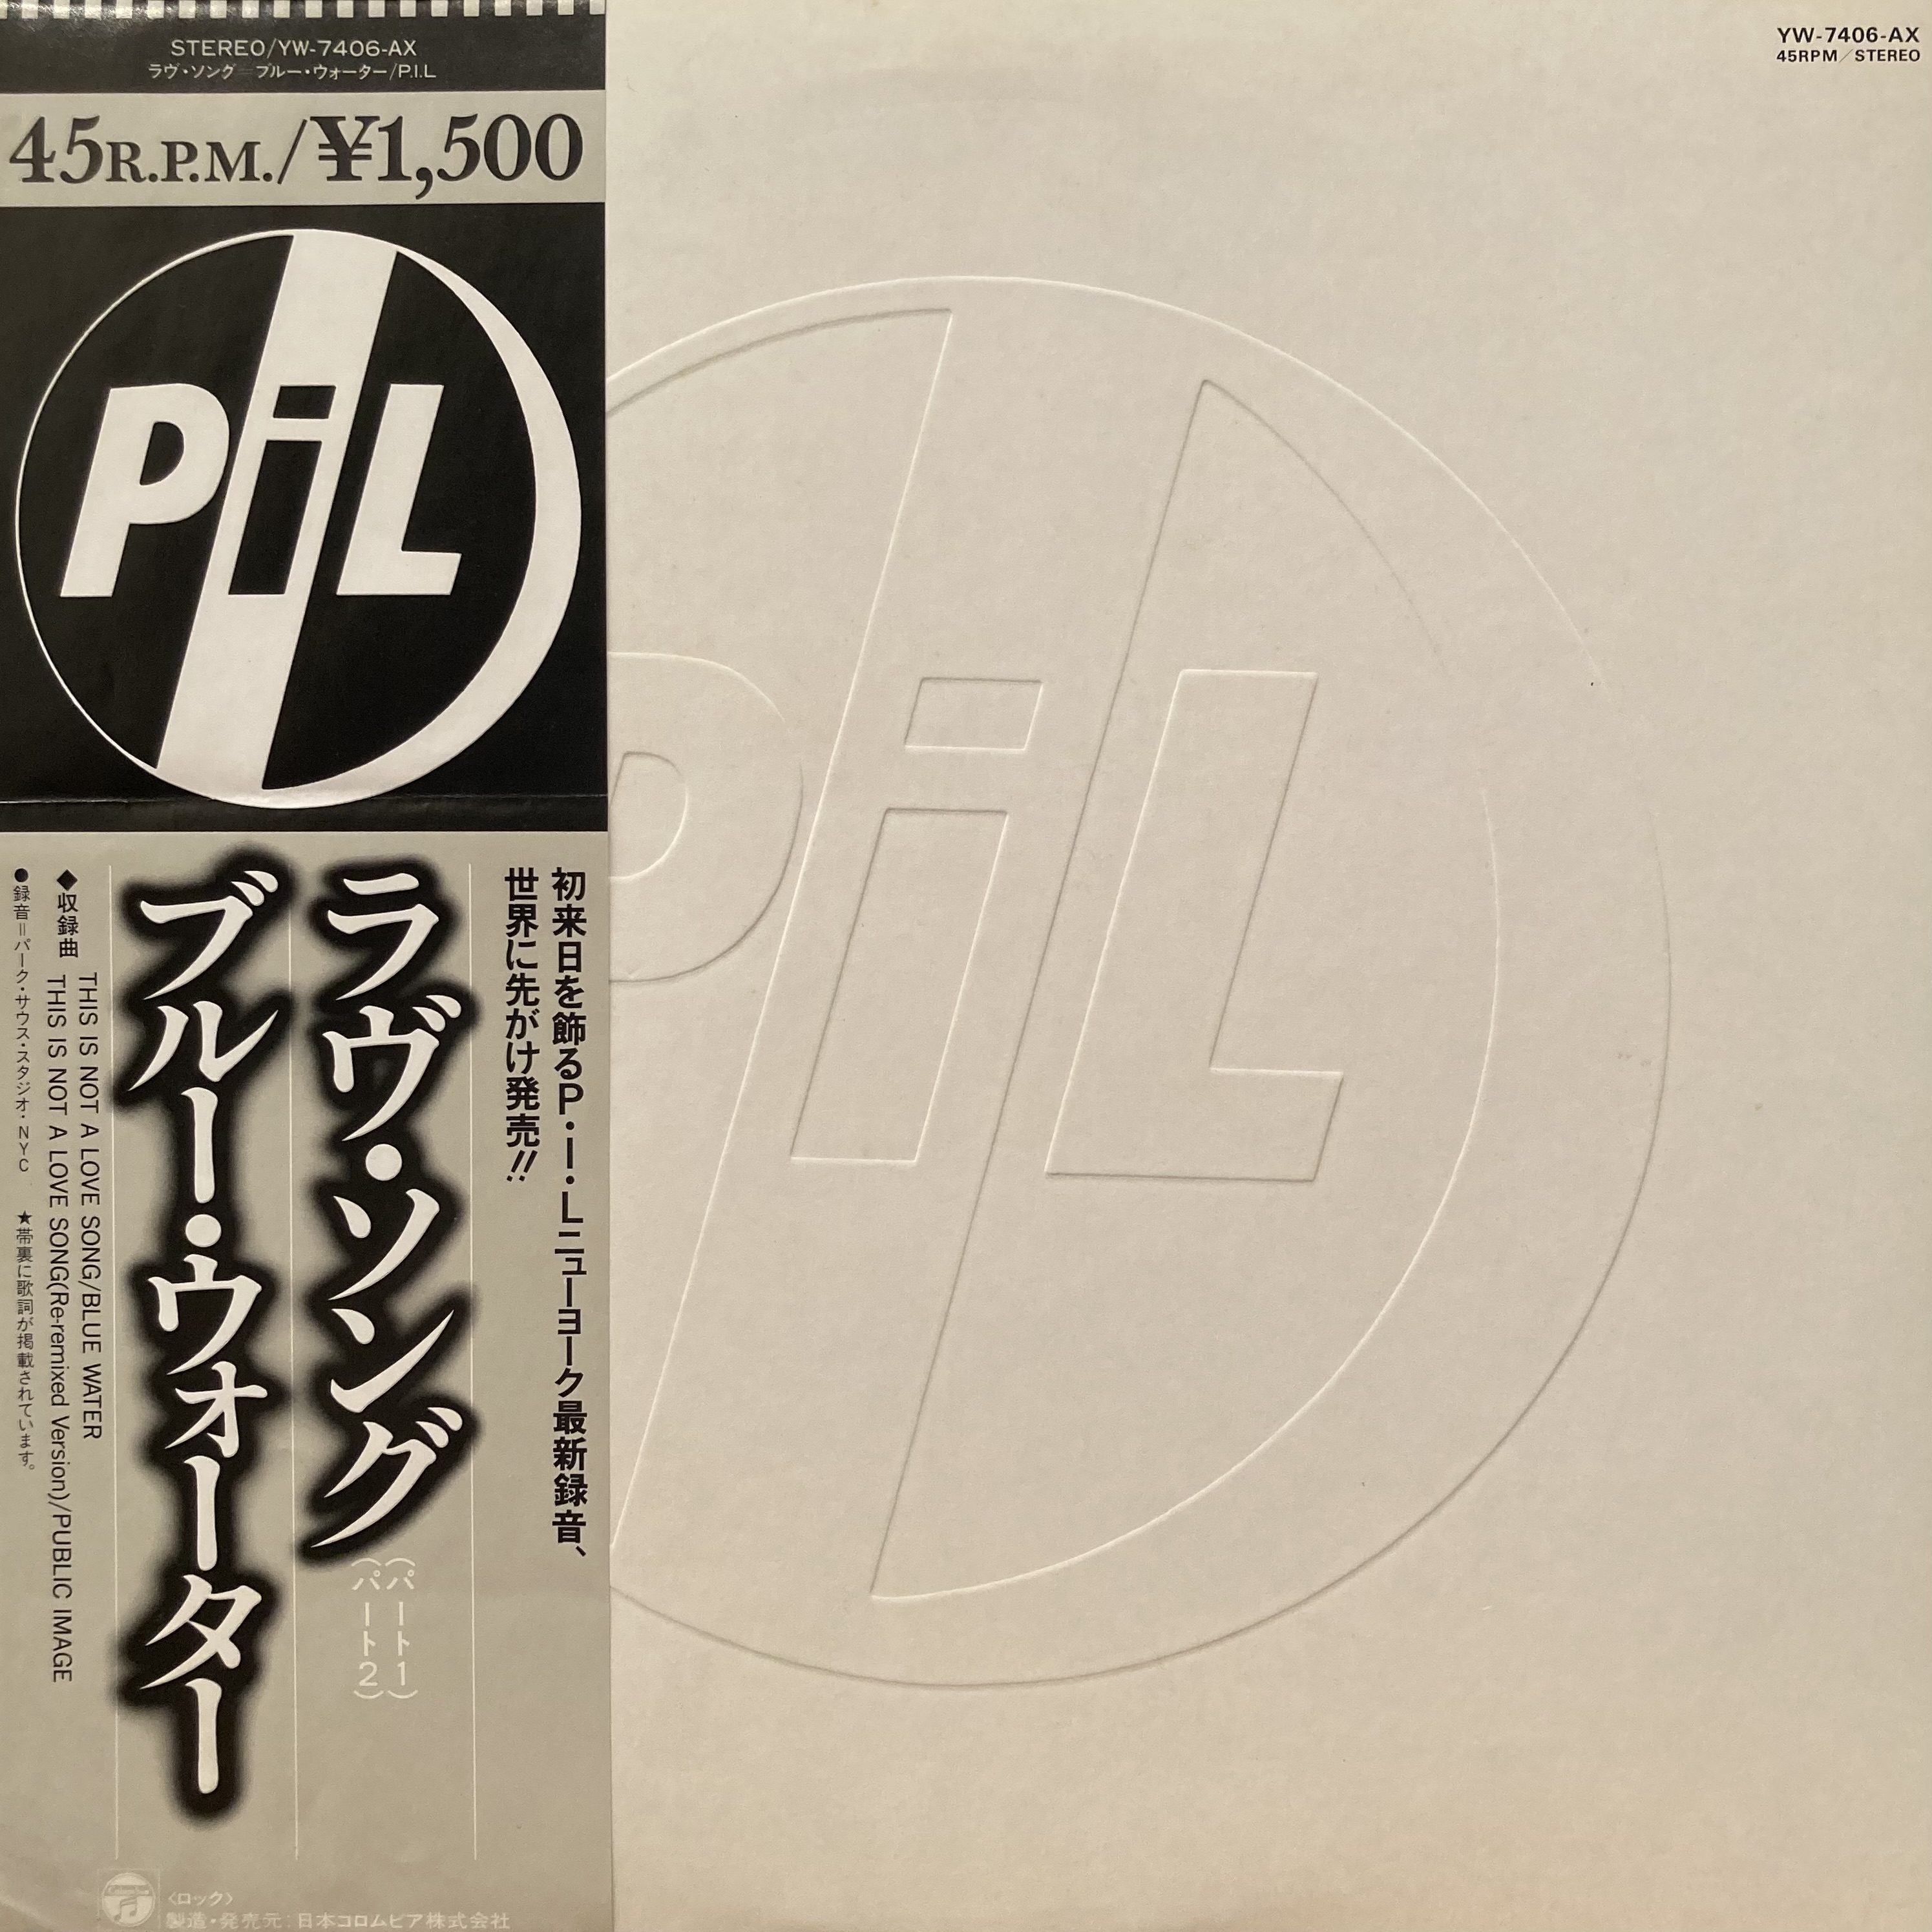 STEREO/YW-7406-AX
ラヴ・ソング=ブルー・ウォーター/P.I.L
45R.P.M./¥1,500
PiL
初来日を飾るP・I・Lニューヨーク最新録音、
世界に先がけ発売!!
ラヴ・ソング
(パート1)
(パート2)
ブルー・ウォーター
◆収録曲
THIS IS NOT A LOVE SONG/BLUE WATER
THIS IS NOT A LOVE SONG(Re-remixed Version)/PUBLIC IMAGE
●録音=パーク・サウス・スタジオ・NYC ★帯裏に歌詞が掲載されています。
Columbia
〈ロック〉
製造・発売元:日本コロムビア株式会社
YW-7406-AX
45RPM/STEREO
PiL